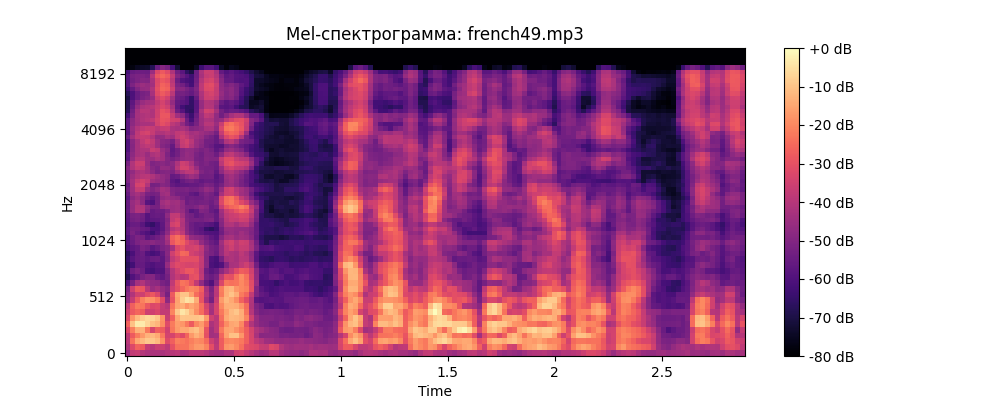 Mel-спектрограмма: french49.mp3
8192
4096
2048
1024
512
0
Hz
0
0.5
1
1.5
2
2.5
Time
+0 dB
-10 dB
-20 dB
-30 dB
-40 dB
-50 dB
-60 dB
-70 dB
-80 dB